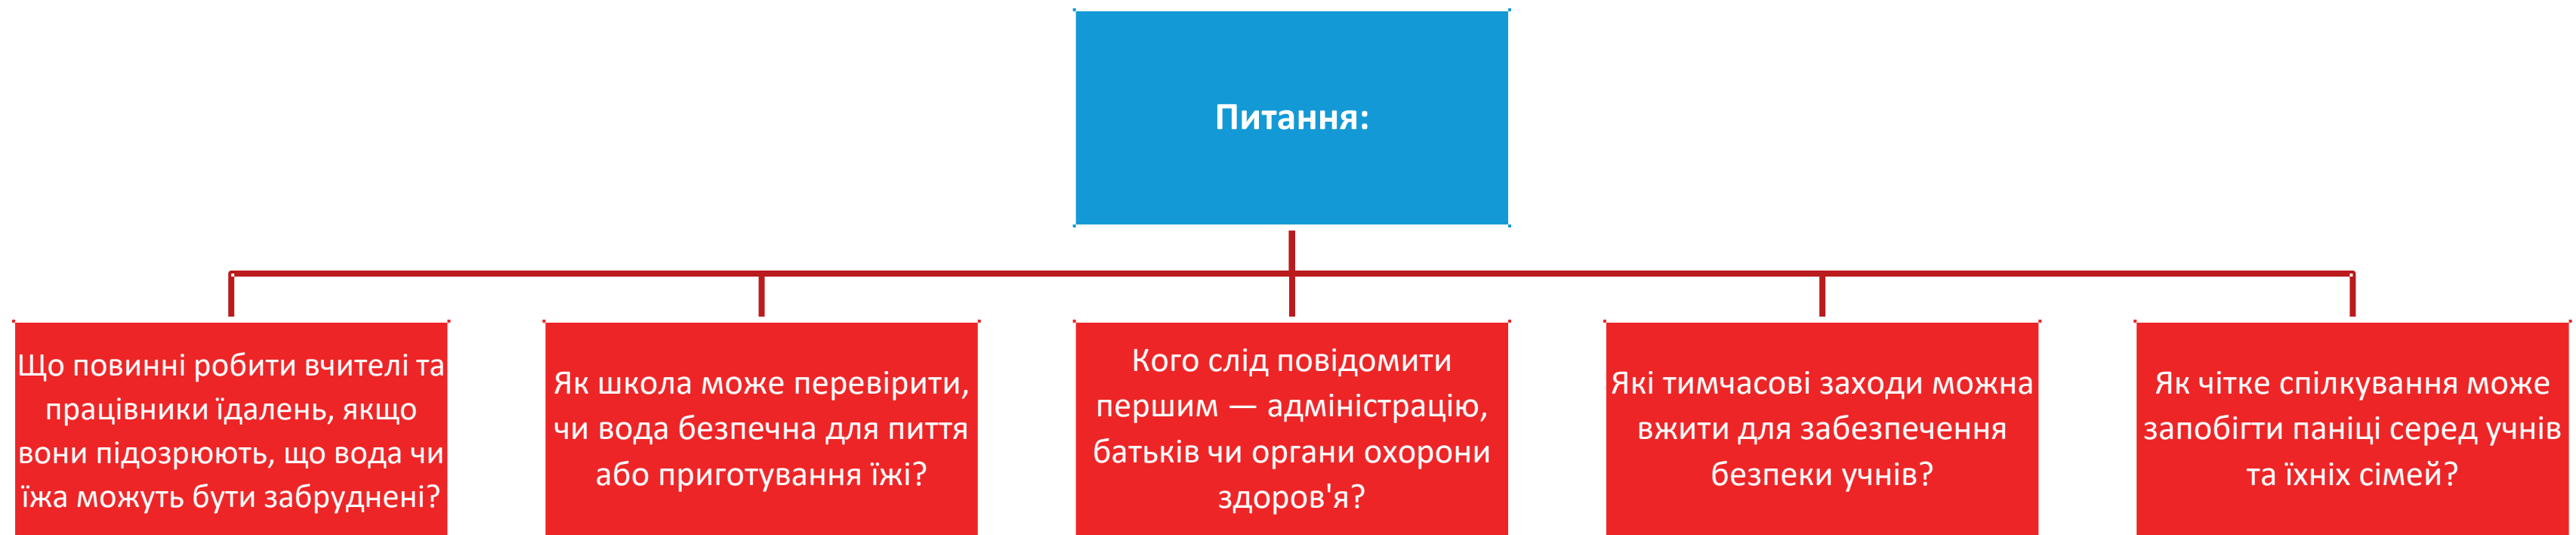 Питання:
Що повинні робити вчителі та
працівники їдалень, якщо
вони підозрюють, що вода чи
їжа можуть бути забруднені?
Як школа може перевірити,
чи вода безпечна для пиття
або приготування їжі?
Кого слід повідомити
першим — адміністрацію,
батьків чи органи охорони
здоров'я?
Які тимчасові заходи можна
вжити для забезпечення
безпеки учнів?
Як чітке спілкування може
запобігти паніці серед учнів
та їхніх сімей?